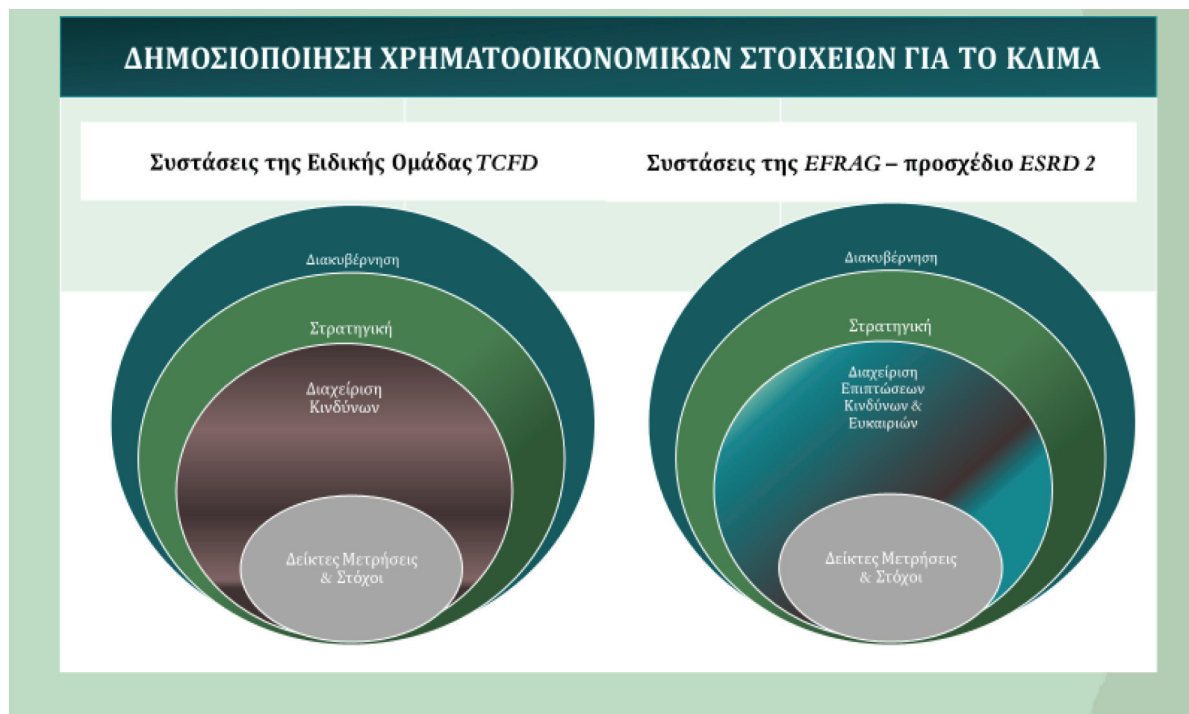 ΔΗΜΟΣΙΟΠΟΙΗΣΗ ΧΡΗΜΑΤΟΟΙΚΟΝΟΜΙΚΩΝ ΣΤΟΙΧΕΙΩΝ ΓΙΑ ΤΟ ΚΛΙΜΑ
Συστάσεις της Ειδικής Ομάδας TCFD
Διακυβέρνηση
Στρατηγική
Διαχείριση
Κινδύνων
Δείκτες Μετρήσεις
& Στόχοι
Συστάσεις της EFRAG – προσχέδιο ESRD 2
Διακυβέρνηση
Στρατηγική
Διαχείριση
Επιπτώσεων
Κινδύνων &
Ευκαιριών
Δείκτες Μετρήσεις
& Στόχοι